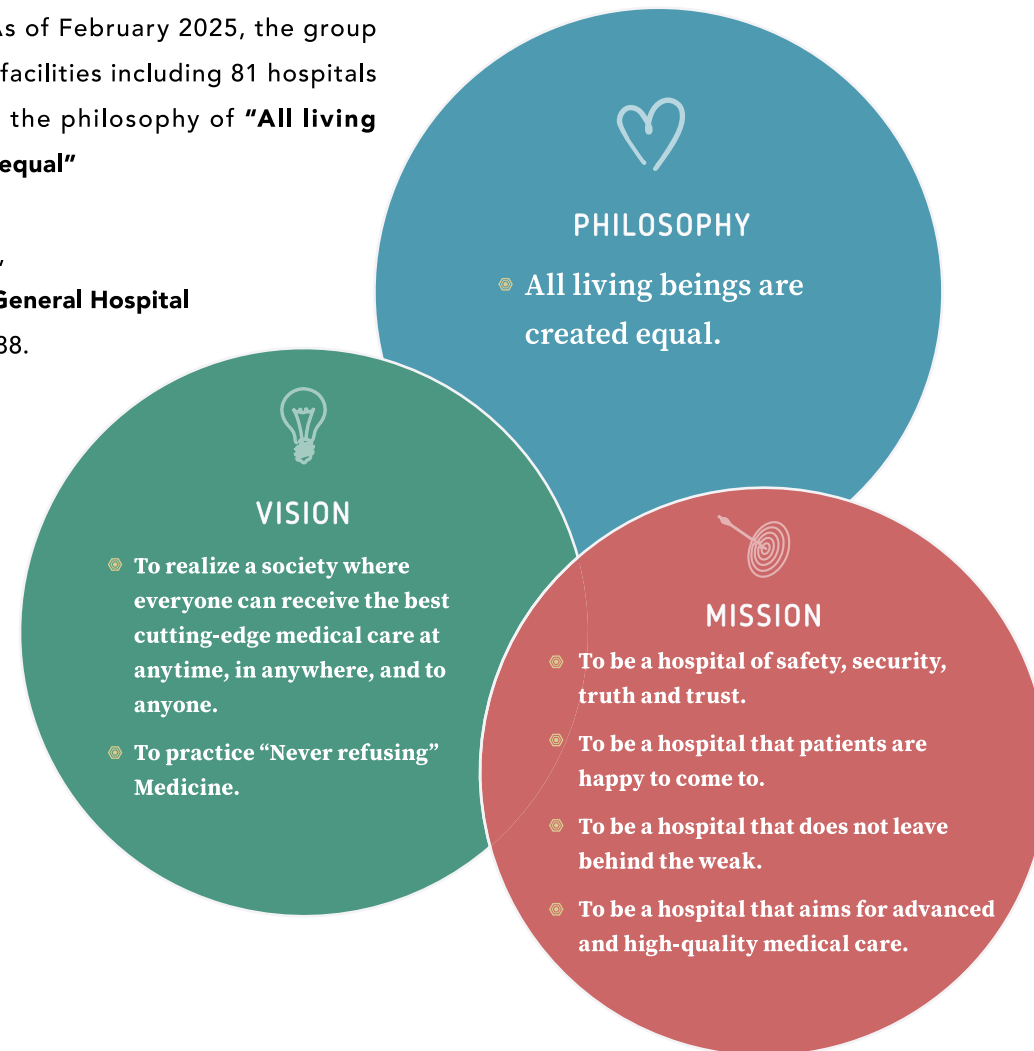 As of February 2025, the group
facilities including 81 hospitals
the philosophy of "All living
equal"
,
General Hospital
88.
PHILOSOPHY
All living beings are
created equal.
VISION
To realize a society where
everyone can receive the best
cutting-edge medical care at
anytime, in anywhere, and to
anyone.
To practice “Never refusing”
Medicine.
MISSION
To be a hospital of safety, security,
truth and trust.
To be a hospital that patients are
happy to come to.
To be a hospital that does not leave
behind the weak.
To be a hospital that aims for advanced
and high-quality medical care.